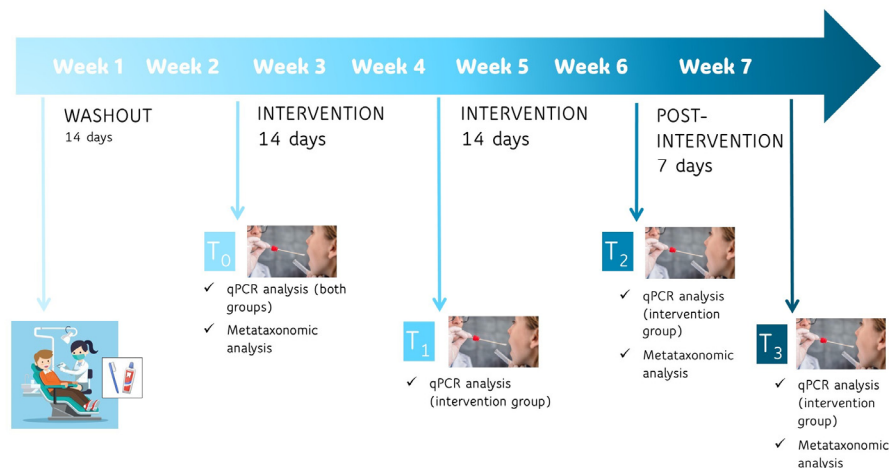 Week 1 Week 2 Week 3 Week 4 Week 5 Week 6 Week 7
WASHOUT
14 days
INTERVENTION
14 days
INTERVENTION
14 days
POST-
INTERVENTION
7 days
T0
✓ qPCR analysis (both
groups)
✓ Metataxonomic
analysis
T1
✓ qPCR analysis
(intervention group)
T2
✓ qPCR analysis
(intervention
group)
✓ Metataxonomic
analysis
T3
✓ qPCR analysis
(intervention
group)
✓ Metataxonomic
analysis